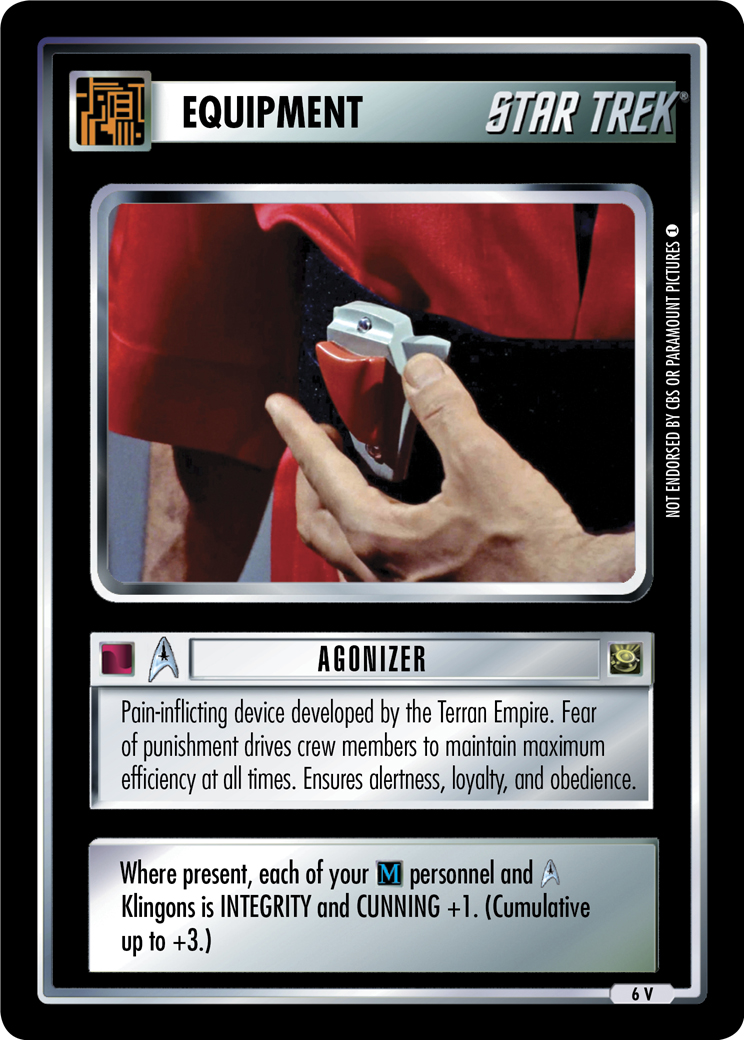 EQUIPMENT
STAR TREK®
NOT ENDORSED BY CBS OR PARAMOUNT PICTURES 1
AGONIZER
Pain-inflicting device developed by the Terran Empire. Fear
of punishment drives crew members to maintain maximum
efficiency at all times. Ensures alertness, loyalty, and obedience.
Where present, each of your M personnel and
Klingons is INTEGRITY and CUNNING +1. (Cumulative
up to +3.)
6 V